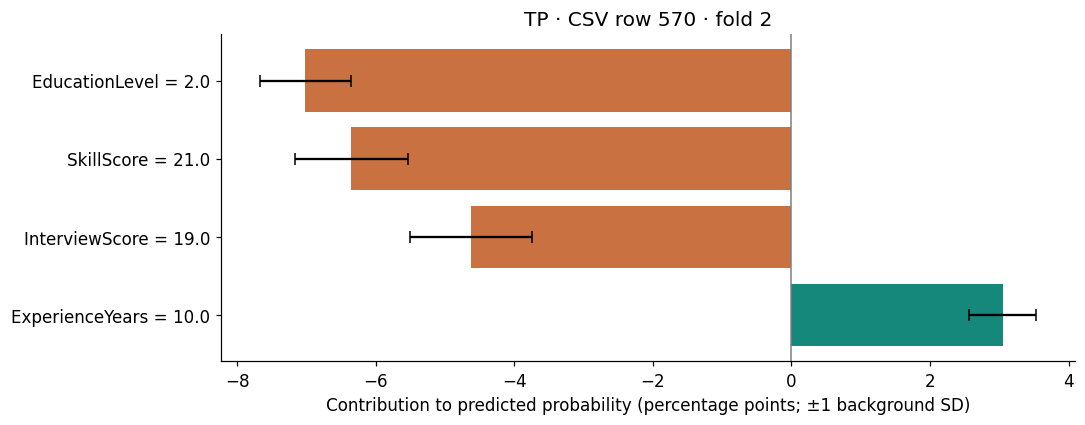 TP · CSV row 570 · fold 2
EducationLevel = 2.0
SkillScore = 21.0
InterviewScore = 19.0
ExperienceYears = 10.0
−8 −6 −4 −2 0 2 4
Contribution to predicted probability (percentage points; ±1 background SD)